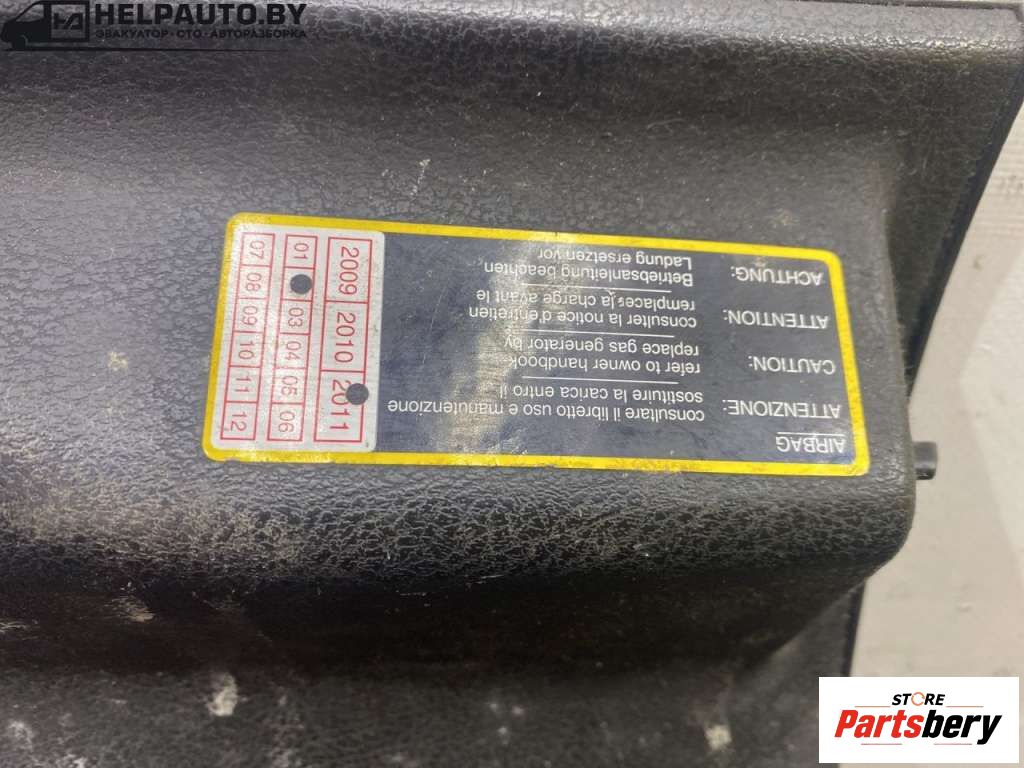 HELPAUTO.BY
ЭВАКУАТОР · СТО · АВТОРАЗБОРКА
AIRBAG
ATTENZIONE: consultare il libretto uso e manutenzione
sostituire la carica entro il
CAUTION: refer to owner handbook
replace gas generator by
ATTENTION: consulter la notice d'entretien
remplaces la charge avant le
ACHTUNG: Betriebsanleitung beachten
Ladung ersetzen vor
2009 2010 2011
01 03 04 05 06
07 08 09 10 11 12
STORE
Partsbery